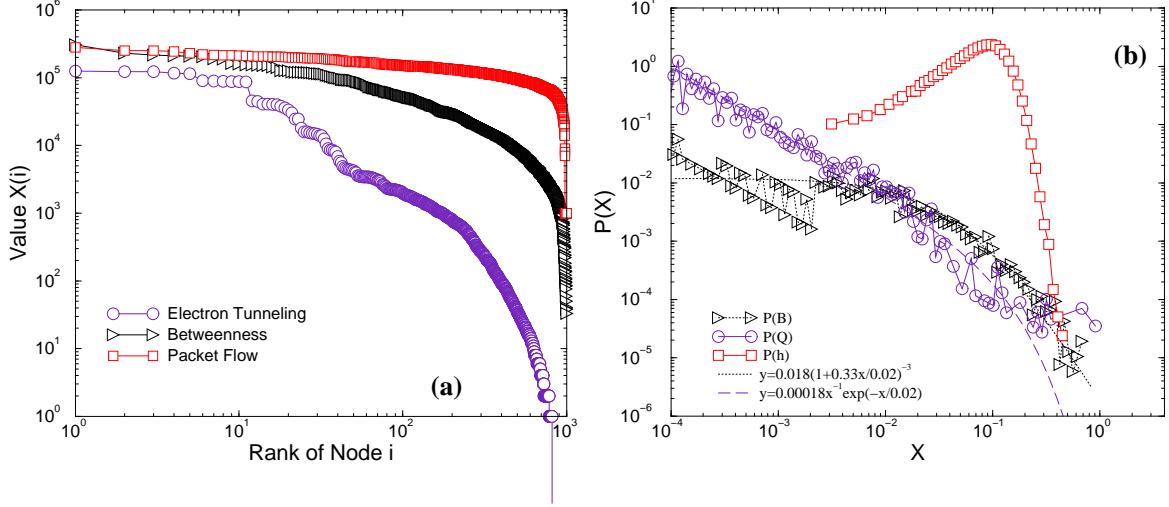 10^6
10^5
10^4
10^3
10^2
10^1
10^0
Value X(i)
Electron Tunneling
Betweenness
Packet Flow
(a)
10^0 10^1 10^2 10^3
Rank of Node i
10^1
10^0
10^−1
10^−2
10^−3
10^−4
10^−5
10^−6
P(X)
(b)
P(B)
P(Q)
P(h)
y=0.018(1+0.33x/0.02)^−3
y=0.00018x^−1exp(−x/0.02)
10^−4 10^−3 10^−2 10^−1 10^0
X